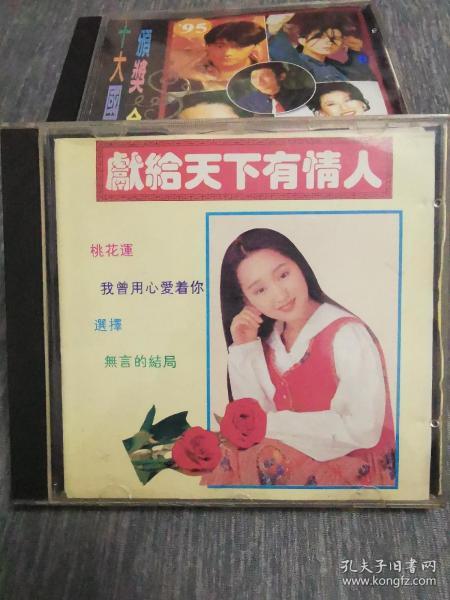 '95
十大國
頒獎
獻給天下有情人
桃花運
我曾用心愛着你
選擇
無言的結局
孔夫子旧书网
www.kongfz.com